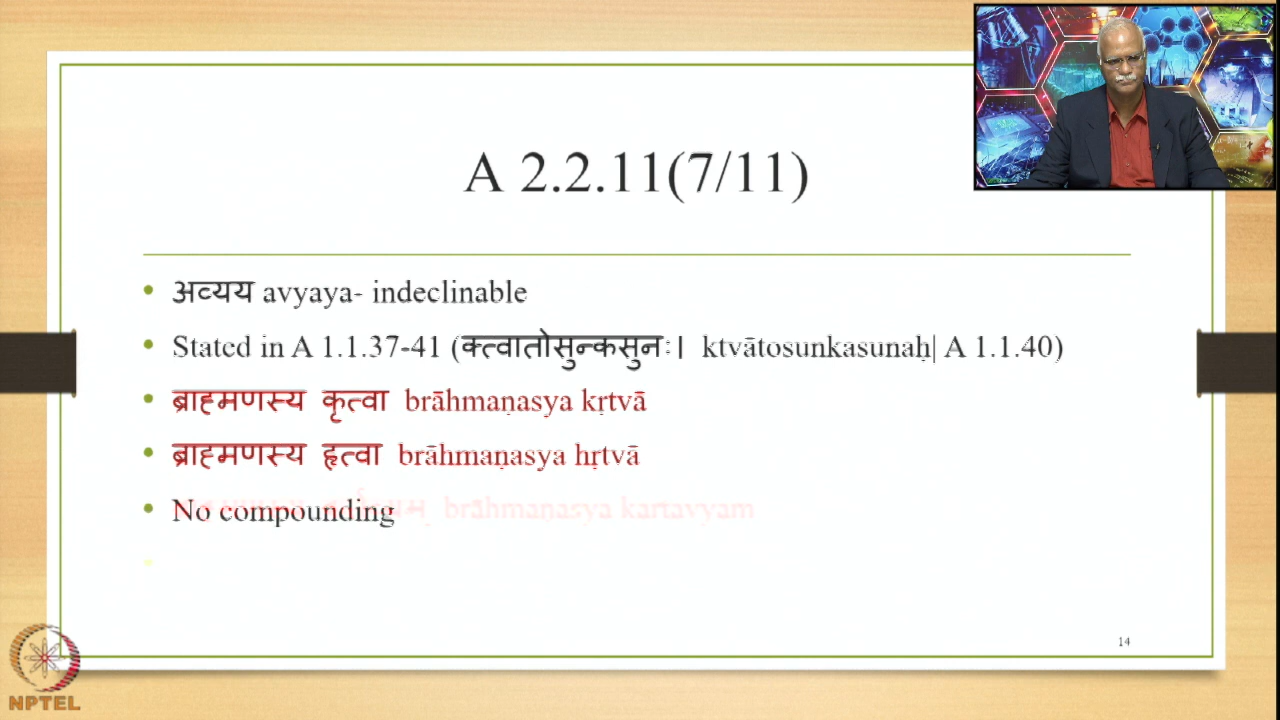 A 2.2.11(7/11)
• अव्यय avyaya- indeclinable
• Stated in A 1.1.37-41 (क्त्वातोसुन्कसुनः। ktvātosunkasunaḥ| A 1.1.40)
• ब्राह्मणस्य कृत्वा brāhmaṇasya kṛtvā
• ब्राह्मणस्य हृत्वा brāhmaṇasya hṛtvā
• No compounding brāhmaṇasya kartavyam
14
NPTEL